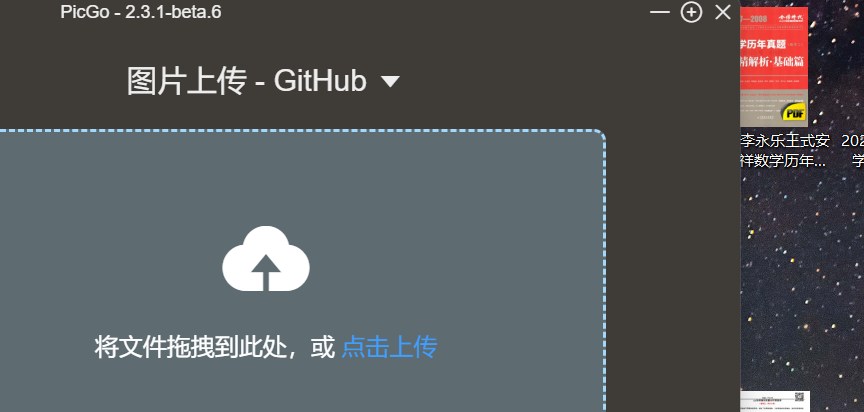 PicGo - 2.3.1-beta.6
图片上传 - GitHub
将文件拖拽到此处，或 点击上传
学历年真题
精解析·基础篇
PDF
李永乐王式安
祥数学历年...
202
学